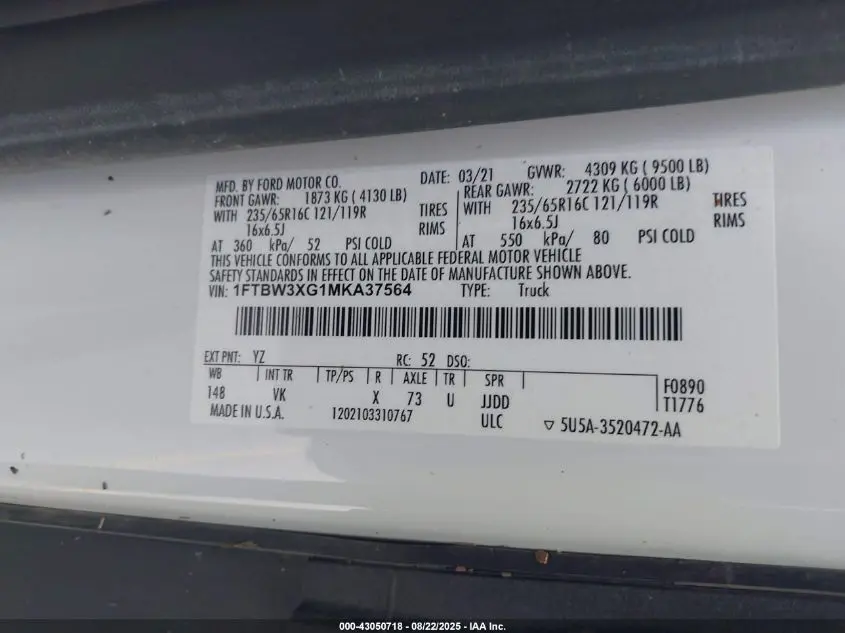 MFD. BY FORD MOTOR CO. DATE: 03/21 GVWR: 4309 KG ( 9500 LB)
FRONT GAWR: 1873 KG ( 4130 LB) REAR GAWR: 2722 KG ( 6000 LB)
WITH 235/65R16C 121/119R TIRES WITH 235/65R16C 121/119R TIRES
16x6.5J RIMS 16x6.5J RIMS
AT 360 kPa/ 52 PSI COLD AT 550 kPa/ 80 PSI COLD
THIS VEHICLE CONFORMS TO ALL APPLICABLE FEDERAL MOTOR VEHICLE
SAFETY STANDARDS IN EFFECT ON THE DATE OF MANUFACTURE SHOWN ABOVE.
VIN: 1FTBW3XG1MKA37564 TYPE: Truck
EXT PNT: YZ RC: 52 DSO:
WB INT TR TP/PS R AXLE TR SPR F0890
148 VK X 73 U JJDD T1776
MADE IN U.S.A. 1202103310767 ULC ▽ 5U5A-3520472-AA
000-43050718 - 08/22/2025 - IAA Inc.